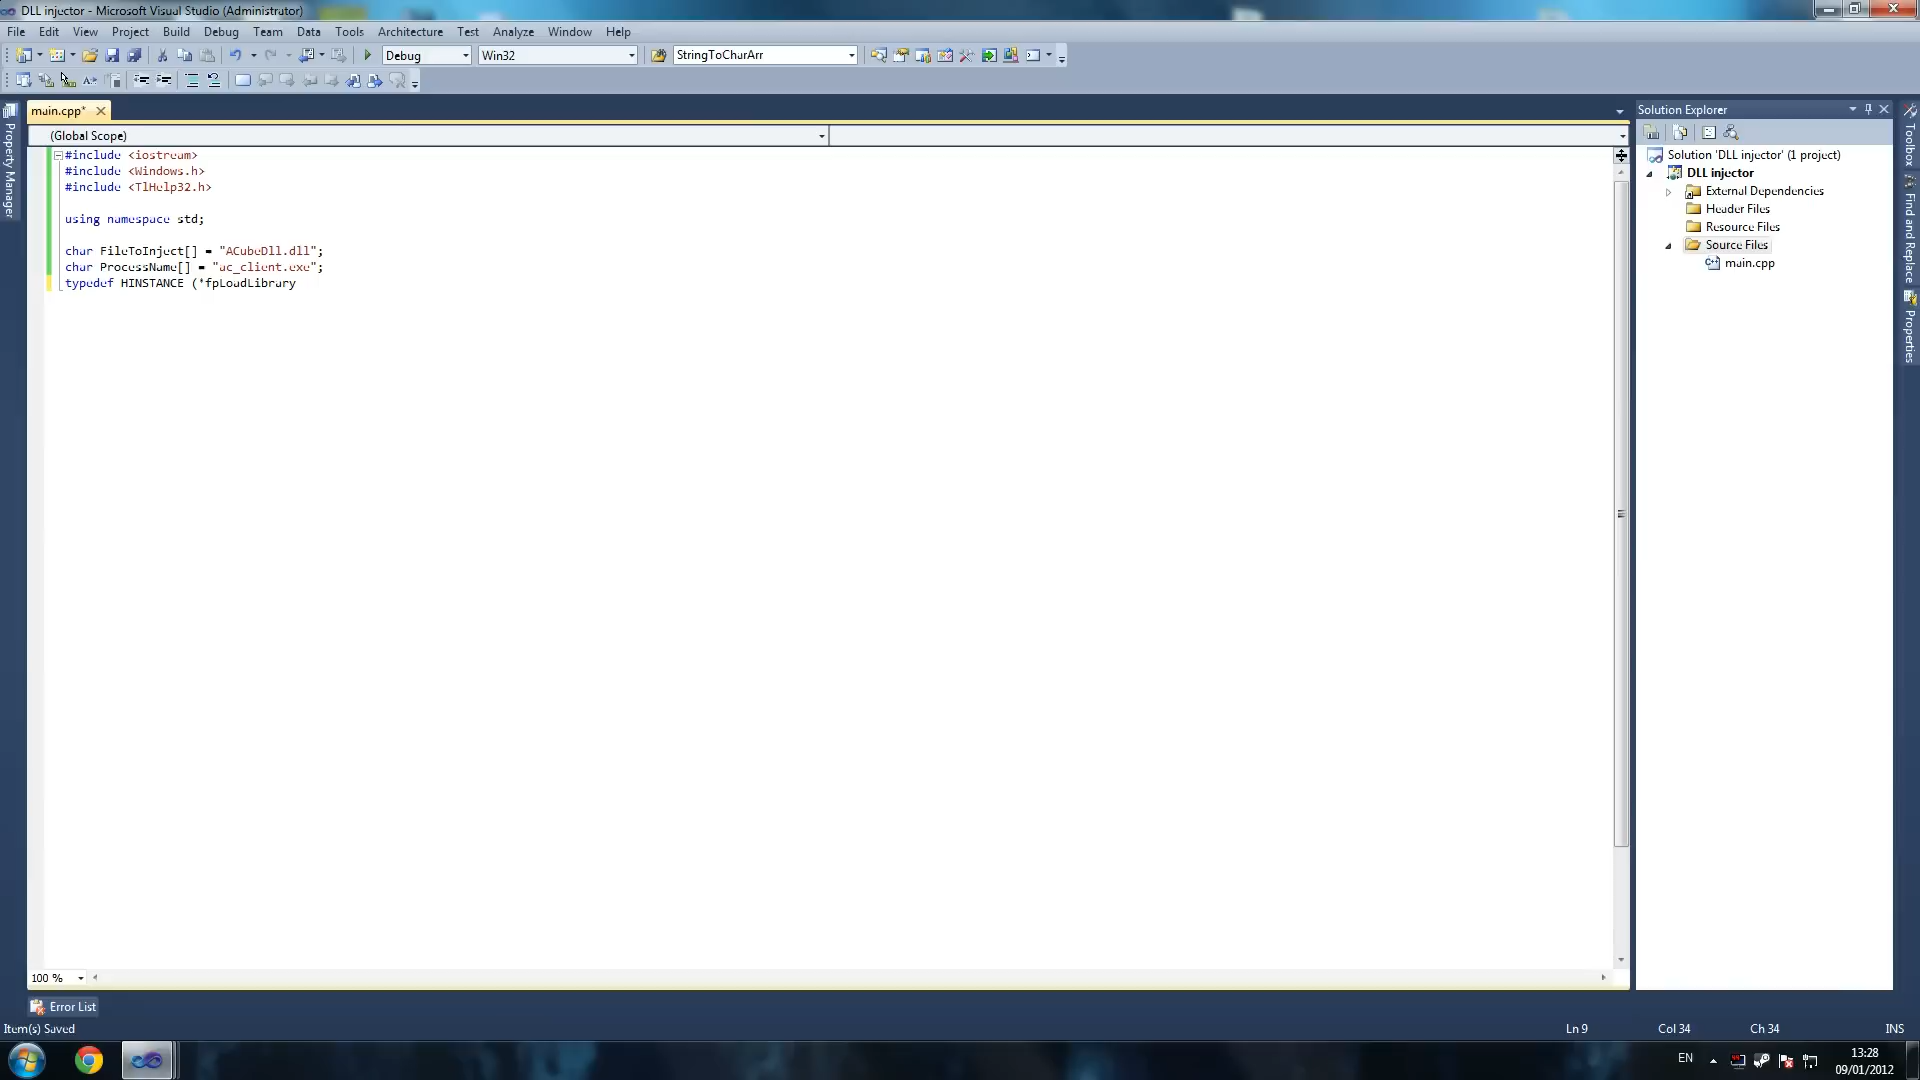 DLL injector - Microsoft Visual Studio (Administrator)
File Edit View Project Build Debug Team Data Tools Architecture Test Analyze Window Help
Debug Win32 StringToCharArr
main.cpp*
(Global Scope)
#include <iostream>
#include <Windows.h>
#include <TlHelp32.h>
using namespace std;
char FileToInject[] = "ACubeDll.dll";
char ProcessName[] = "ac_client.exe";
typedef HINSTANCE (*fpLoadLibrary
100 %
Property Manager
Solution Explorer
Solution 'DLL injector' (1 project)
DLL injector
External Dependencies
Header Files
Resource Files
Source Files
main.cpp
Toolbox
Find and Replace
Properties
Error List
Item(s) Saved
Ln 9 Col 34 Ch 34 INS
EN
13:28
09/01/2012